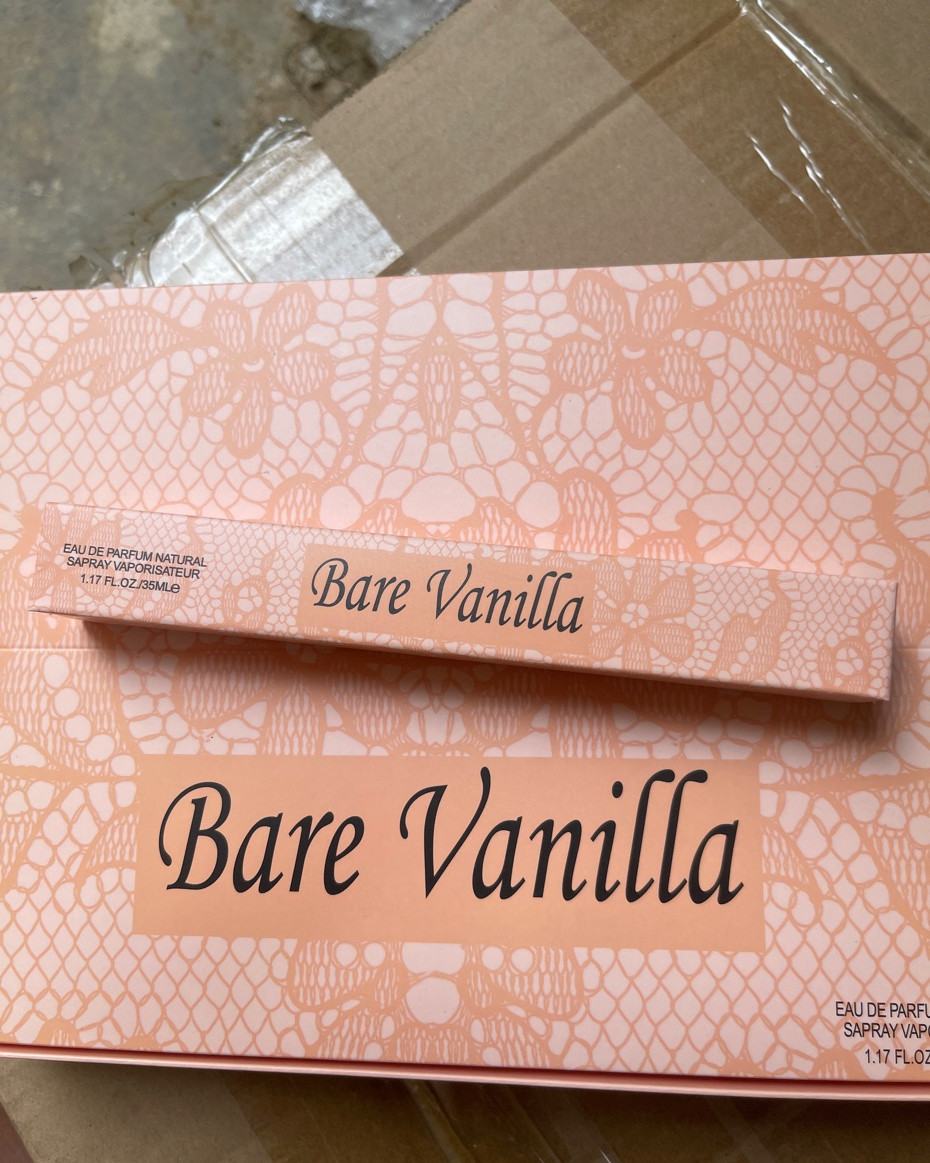 EAU DE PARFUM NATURAL
SAPRAY VAPORISATEUR
1.17 FL.OZ./35MLe
Bare Vanilla
Bare Vanilla
EAU DE PARFU
SAPRAY VAPO
1.17 FL.OZ